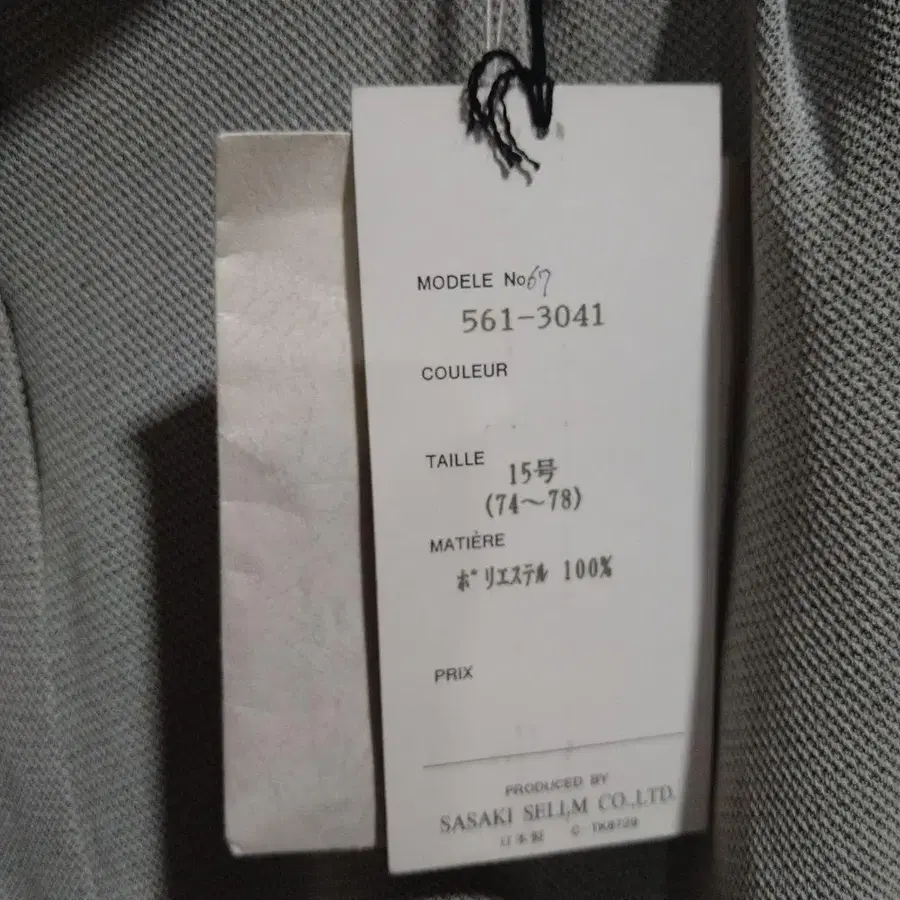 MODELE No67
561-3041
COULEUR
TAILLE
15号
(74～78)
MATIÈRE
ﾎﾟﾘｴｽﾃﾙ 100%
PRIX
PRODUCED BY
SASAKI SELLM CO.,LTD.
日本製